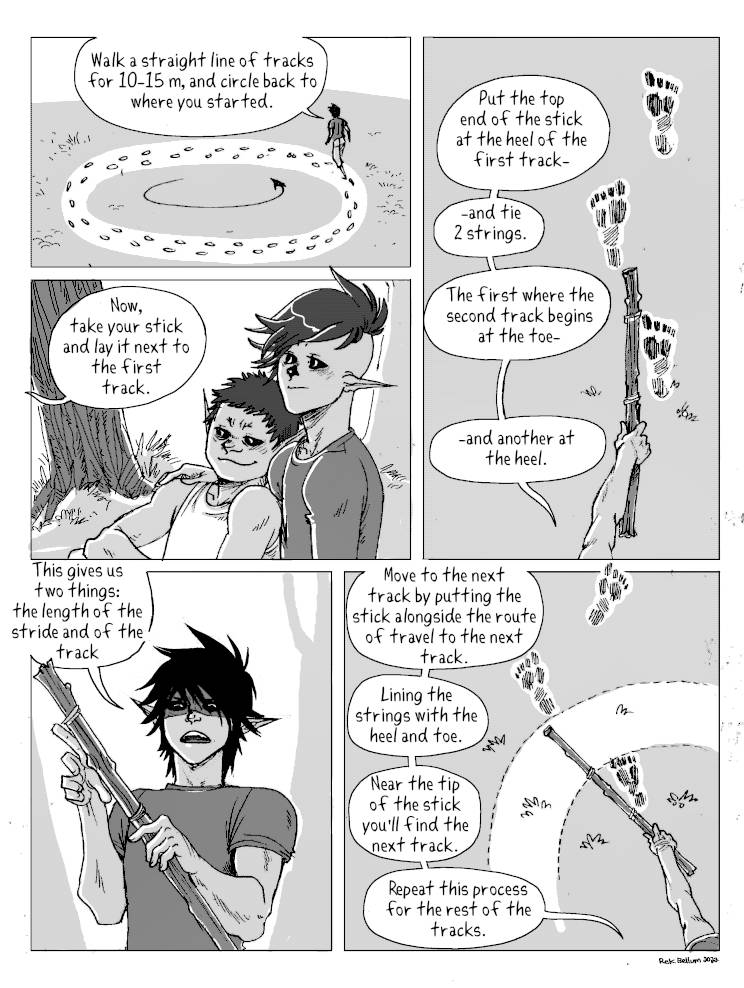 Walk a straight line of tracks
for 10-15 m, and circle back to
where you started.
Put the top
end of the stick
at the heel of the
first track-
-and tie
2 strings.
The first where the
second track begins
at the toe-
-and another at
the heel.
Now,
take your stick
and lay it next to
the first
track.
This gives us
two things:
the length of the
stride and of the
track
Move to the next
track by putting the
stick alongside the route
of travel to the next
track.
Lining the
strings with the
heel and toe.
Near the tip
of the stick
you'll find the
next track.
Repeat this process
for the rest of the
tracks.
Rek Bellum 2022